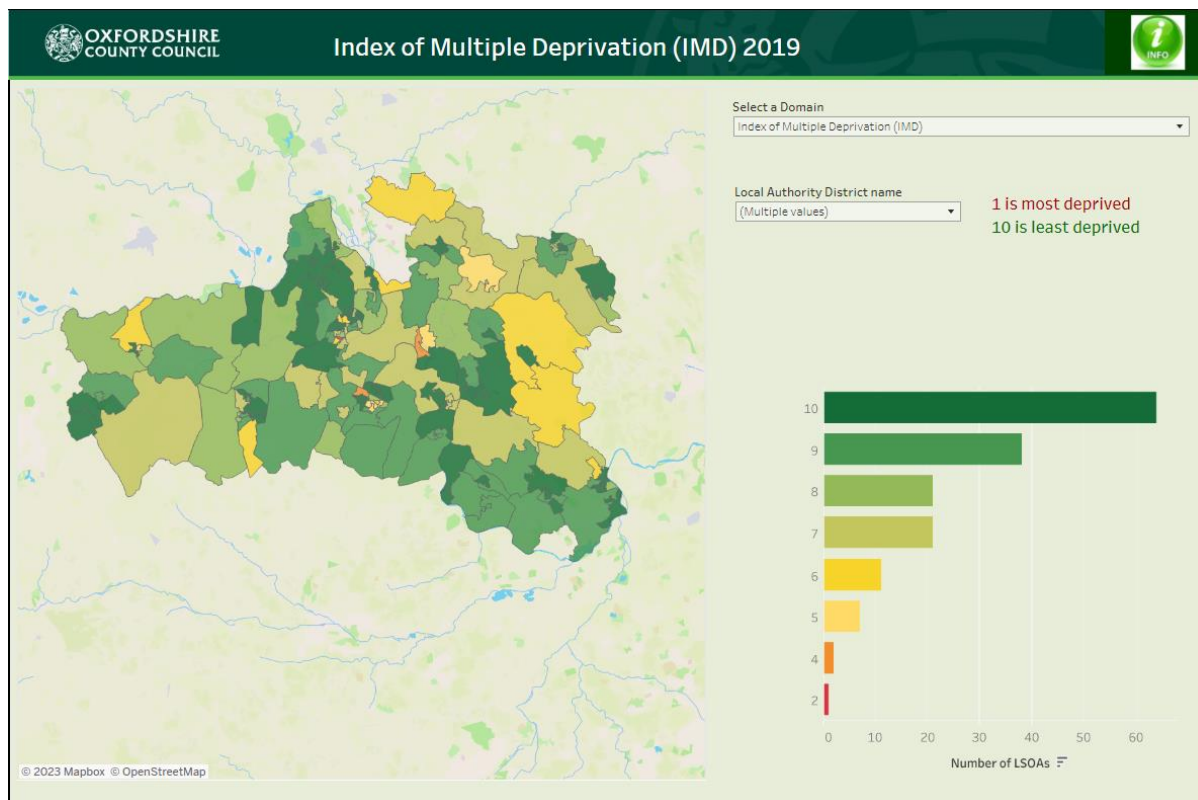 OXFORDSHIRE
COUNTY COUNCIL
Index of Multiple Deprivation (IMD) 2019
i
INFO
Select a Domain
Index of Multiple Deprivation (IMD)
Local Authority District name
(Multiple values)
1 is most deprived
10 is least deprived
10
9
8
7
6
5
4
2
0 10 20 30 40 50 60
Number of LSOAs
© 2023 Mapbox © OpenStreetMap